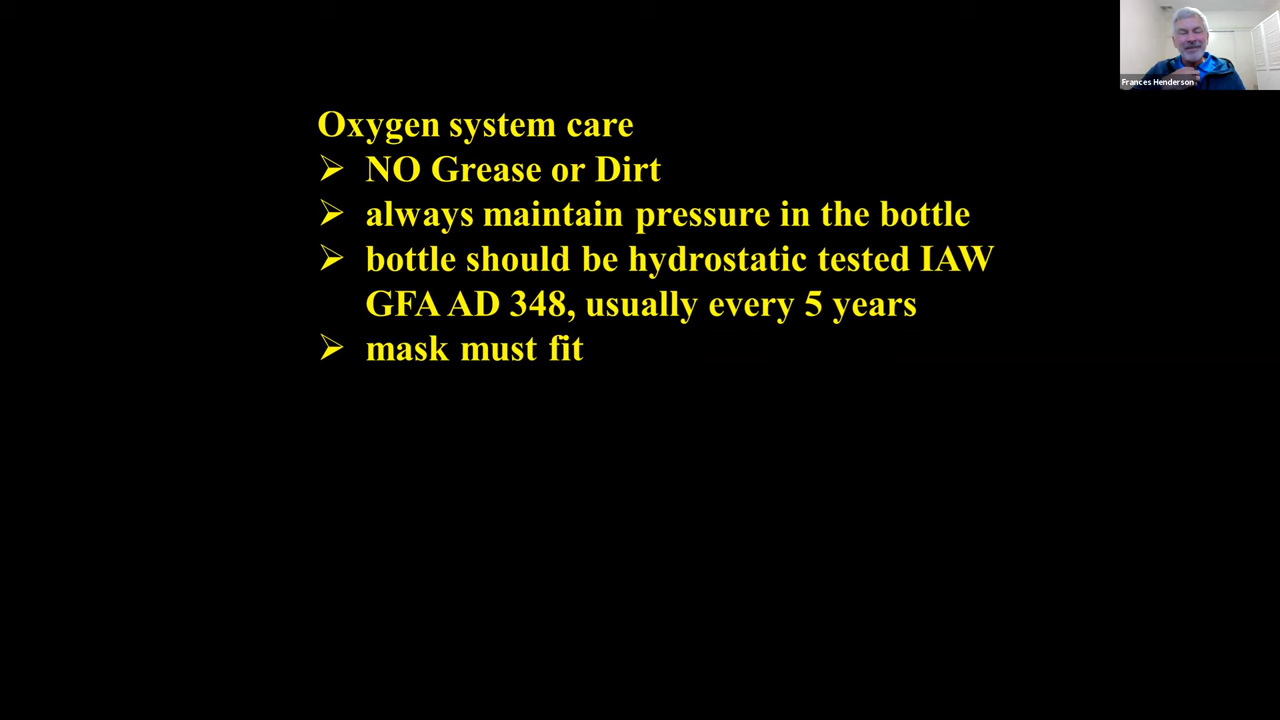 Frances Henderson
Oxygen system care
➢ NO Grease or Dirt
➢ always maintain pressure in the bottle
➢ bottle should be hydrostatic tested IAW
GFA AD 348, usually every 5 years
➢ mask must fit